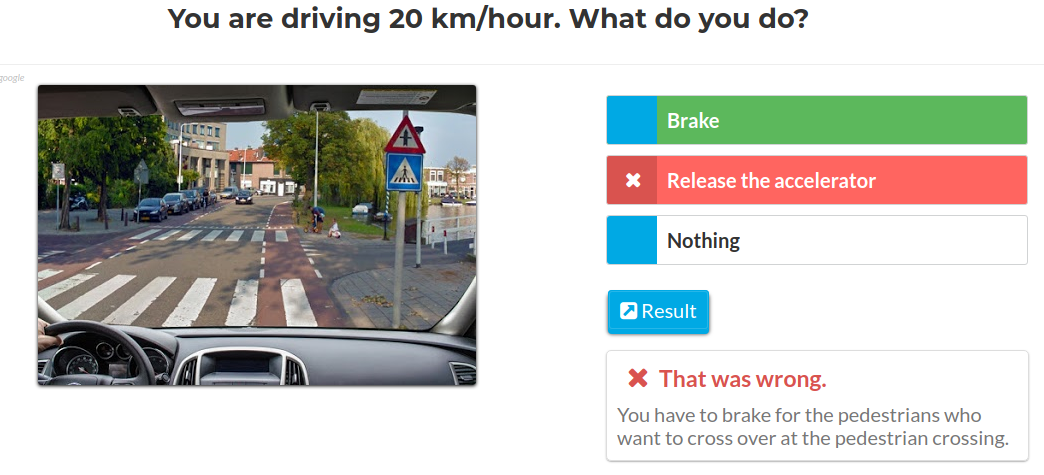 You are driving 20 km/hour. What do you do?
google
Brake
Release the accelerator
Nothing
Result
That was wrong.
You have to brake for the pedestrians who
want to cross over at the pedestrian crossing.